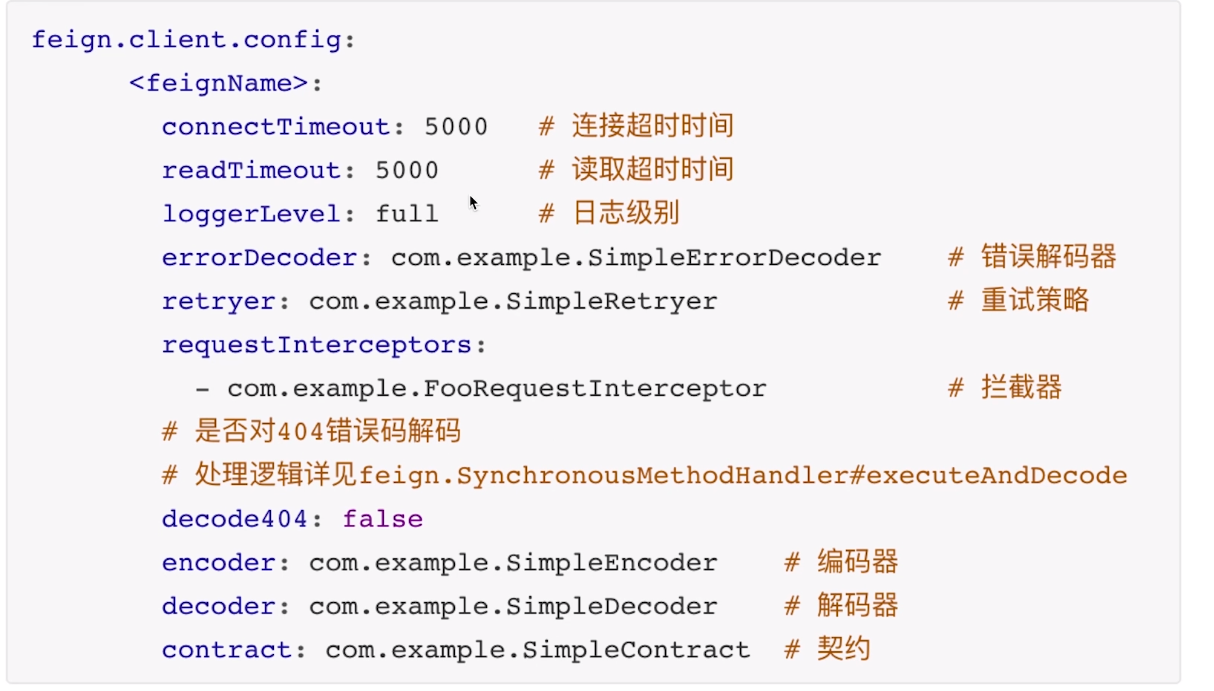 feign.client.config:
<feignName>:
connectTimeout: 5000 # 连接超时时间
readTimeout: 5000 # 读取超时时间
loggerLevel: full # 日志级别
errorDecoder: com.example.SimpleErrorDecoder # 错误解码器
retryer: com.example.SimpleRetryer # 重试策略
requestInterceptors:
- com.example.FooRequestInterceptor # 拦截器
# 是否对404错误码解码
# 处理逻辑详见feign.SynchronousMethodHandler#executeAndDecode
decode404: false
encoder: com.example.SimpleEncoder # 编码器
decoder: com.example.SimpleDecoder # 解码器
contract: com.example.SimpleContract # 契约